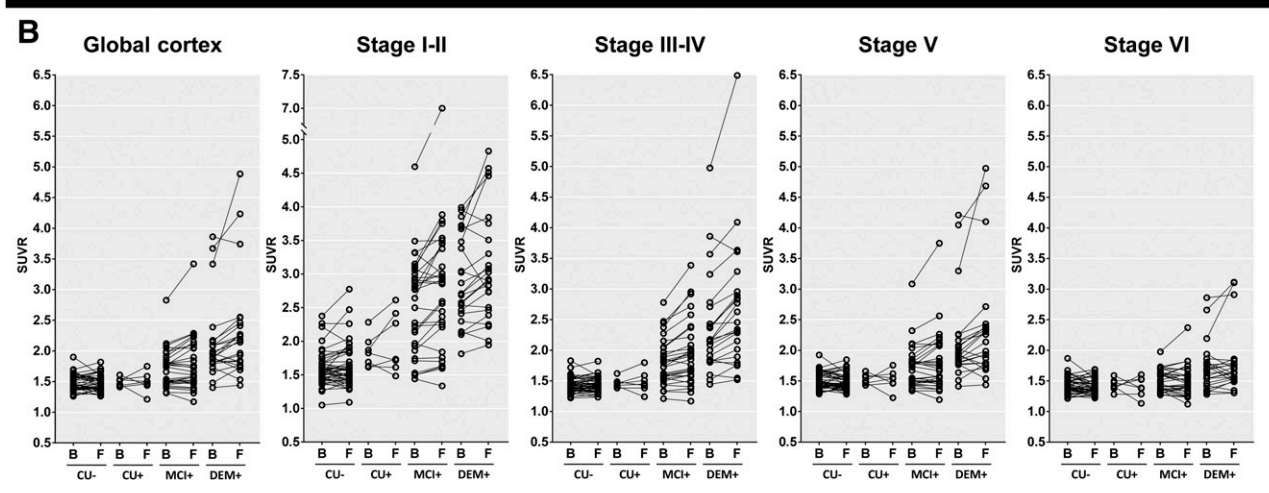 B
Global cortex Stage I-II Stage III-IV Stage V Stage VI
6.5 7.5 6.5 6.5 6.5
6.0 7.0 6.0 6.0 6.0
5.5 5.0 5.5 5.5 5.5
5.0 4.5 5.0 5.0 5.0
4.5 4.0 4.5 4.5 4.5
4.0 3.5 4.0 4.0 4.0
3.5 3.0 3.5 3.5 3.5
3.0 2.5 3.0 3.0 3.0
2.5 2.0 2.5 2.5 2.5
2.0 1.5 2.0 2.0 2.0
1.5 1.0 1.5 1.5 1.5
1.0 0.5 1.0 1.0 1.0
0.5 0.5 0.5 0.5
SUVR SUVR SUVR SUVR SUVR
B F B F B F B F B F B F B F B F B F B F B F B F B F B F B F B F B F B F B F B F
CU- CU+ MCI+ DEM+ CU- CU+ MCI+ DEM+ CU- CU+ MCI+ DEM+ CU- CU+ MCI+ DEM+ CU- CU+ MCI+ DEM+